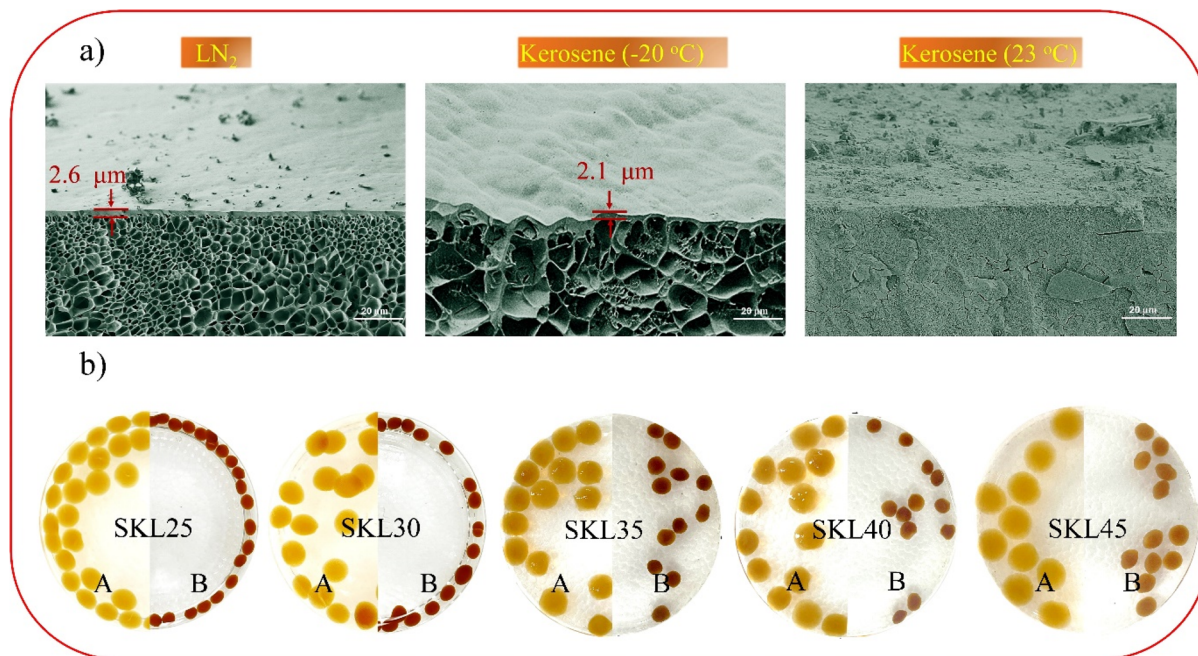 a)
LN₂
Kerosene (-20 °C)
Kerosene (23 °C)
2.6 μm
2.1 μm
20 μm
20 μm
20 μm
b)
SKL25
SKL30
SKL35
SKL40
SKL45
A
B
A
B
A
B
A
B
A
B